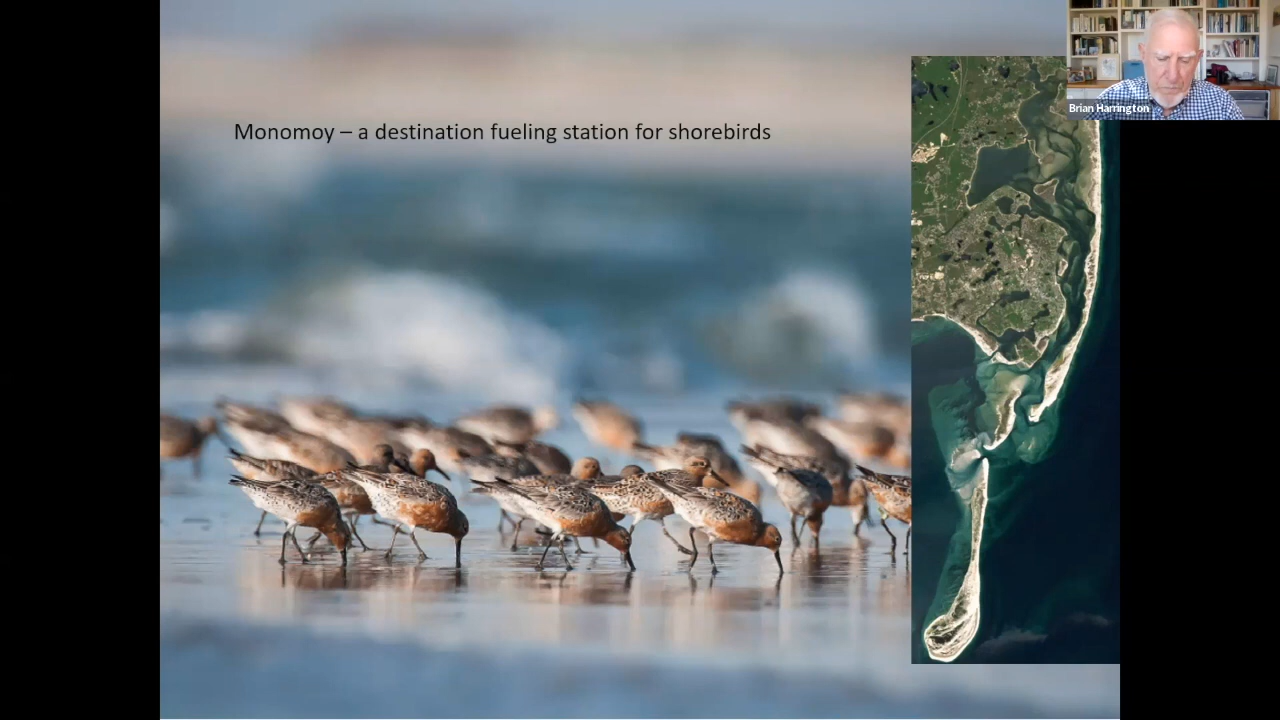 Monomoy – a destination fueling station for shorebirds
Brian Harrington